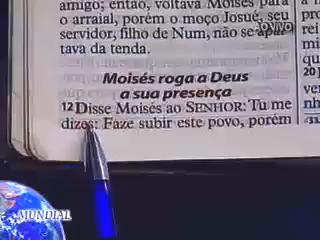 amigo; então, voltava Moisés para
o arraial, porém o moço Josué, seu
servidor, filho de Num, não se apar
tava da tenda.
Moisés roga a Deus
a sua presença
12 Disse Moisés ao SENHOR: Tu me
dizes: Faze subir este povo, porém
MUNDIAL